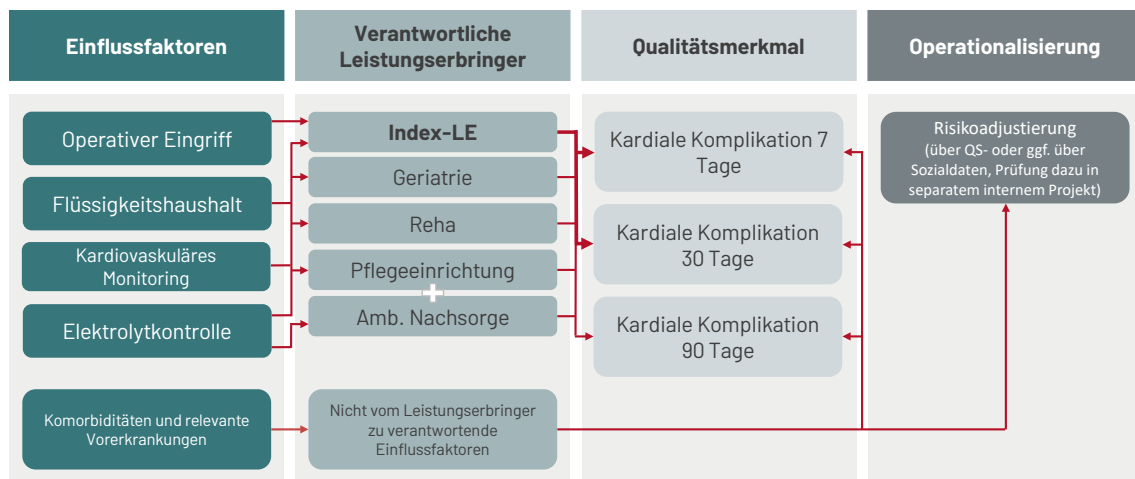 Einflussfaktoren
Verantwortliche
Leistungserbringer
Qualitätsmerkmal
Operationalisierung
Operativer Eingriff
Flüssigkeitshaushalt
Kardiovaskuläres
Monitoring
Elektrolytkontrolle
Komorbiditäten und relevante
Vorerkrankungen
Index-LE
Geriatrie
Reha
Pflegeeinrichtung
Amb. Nachsorge
Nicht vom Leistungserbringer
zu verantwortende
Einflussfaktoren
Kardiale Komplikation 7
Tage
Kardiale Komplikation
30 Tage
Kardiale Komplikation
90 Tage
Risikoadjustierung
(über QS- oder ggf. über
Sozialdaten, Prüfung dazu in
separatem internem Projekt)